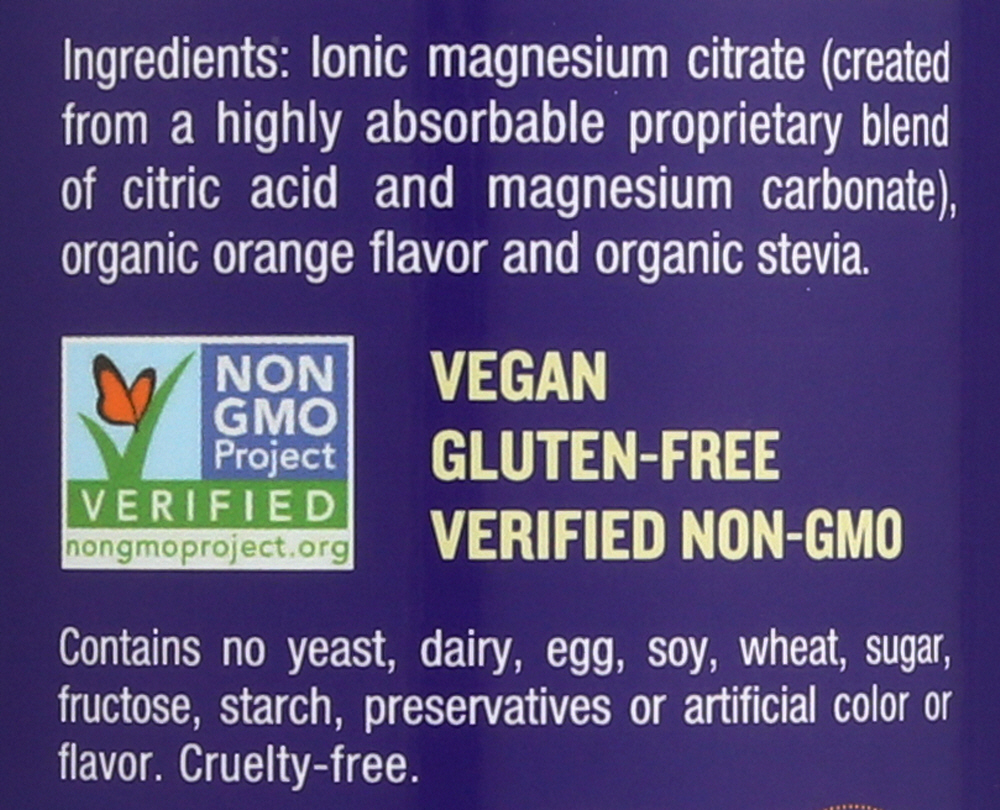 Ingredients: Ionic magnesium citrate (created
from a highly absorbable proprietary blend
of citric acid and magnesium carbonate),
organic orange flavor and organic stevia.
NON
GMO
Project
VERIFIED
nongmoproject.org
VEGAN
GLUTEN-FREE
VERIFIED NON-GMO
Contains no yeast, dairy, egg, soy, wheat, sugar,
fructose, starch, preservatives or artificial color or
flavor. Cruelty-free.